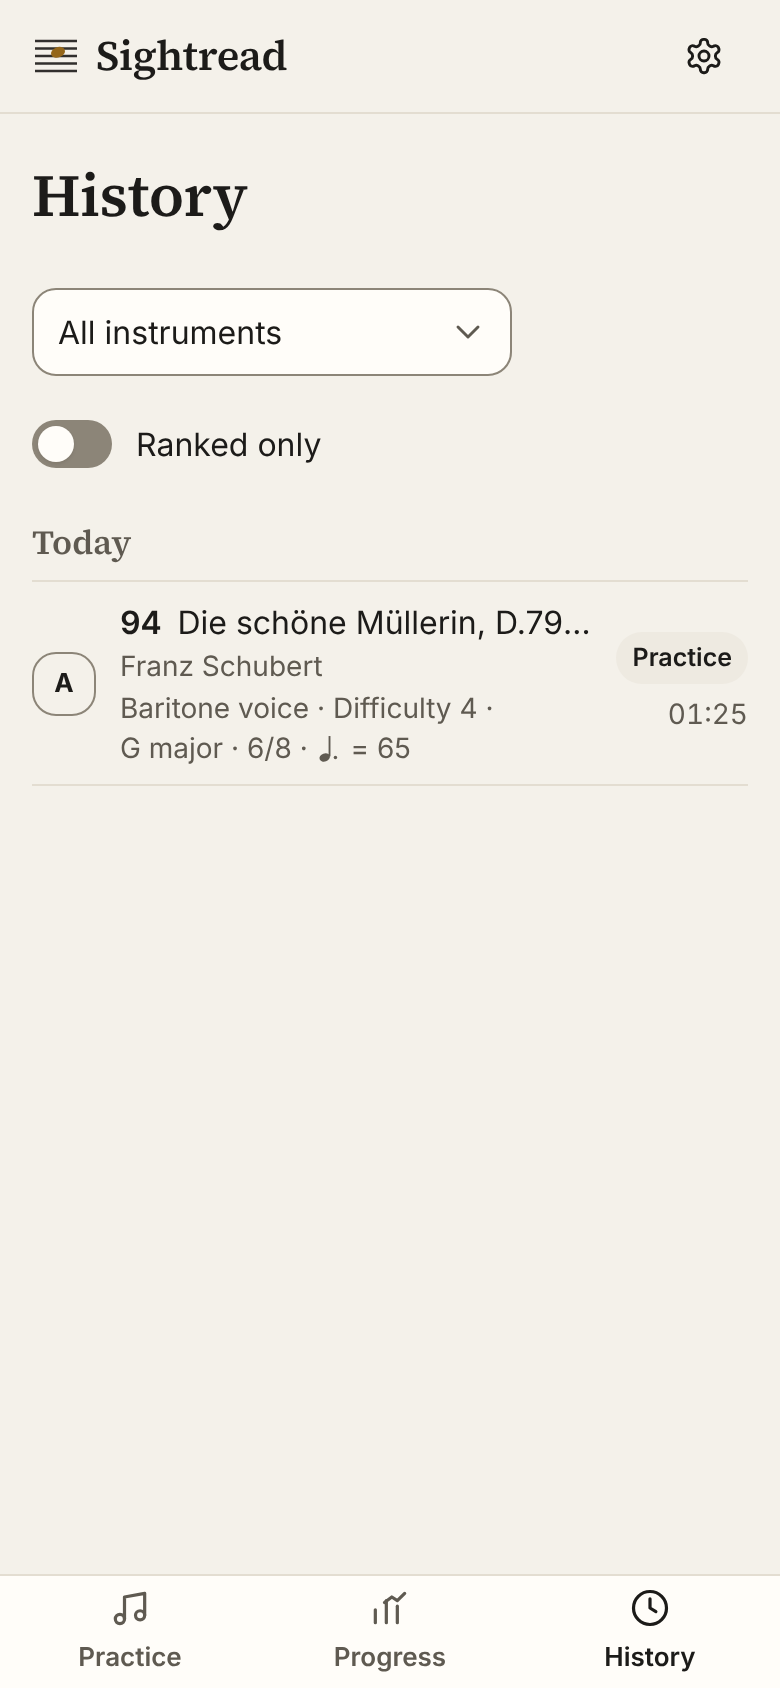 Sightread
History
All instruments
Ranked only
Today
A
94 Die schöne Müllerin, D.79...
Franz Schubert
Baritone voice · Difficulty 4 ·
G major · 6/8 · ♩. = 65
Practice
01:25
Practice
Progress
History